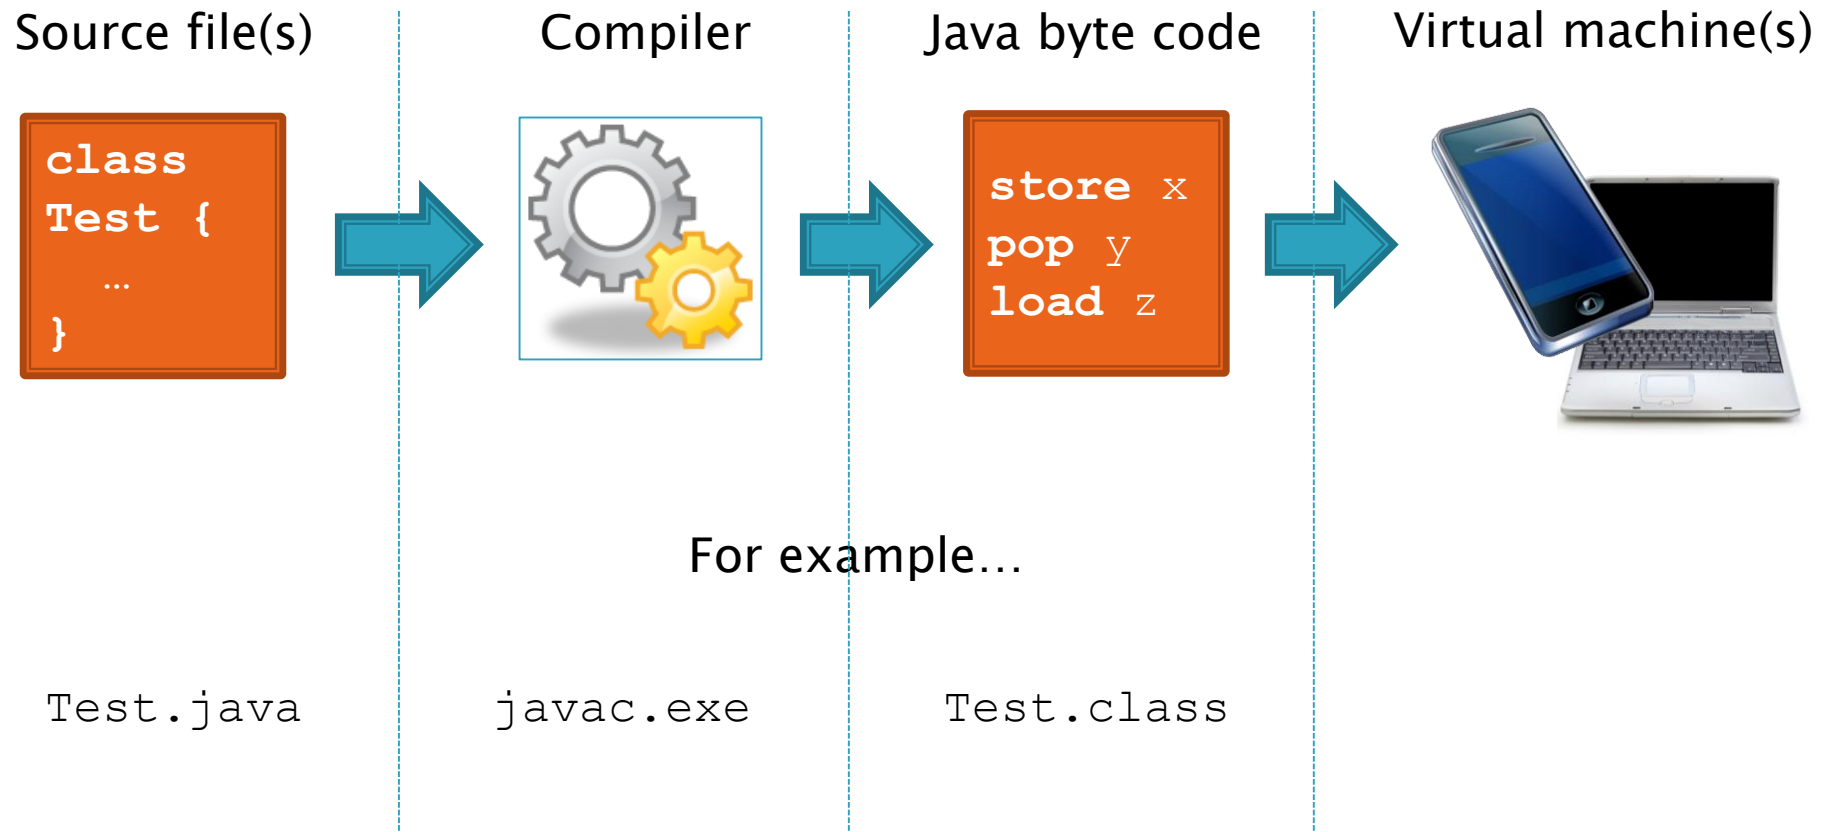 Source file(s)
Compiler
Java byte code
Virtual machine(s)
class
Test {
…
}
store x
pop y
load z
For example…
Test.java
javac.exe
Test.class